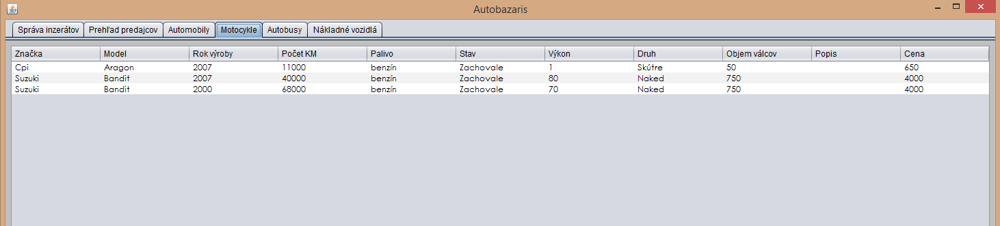 Autobazaris
Správa inzerátov Prehľad predajcov Automobily Motocykle Autobusy Nákladné vozidlá
Značka Model Rok výroby Počet KM Palivo Stav Výkon Druh Objem válcov Popis Cena
Cpi Aragon 2007 11000 benzín Zachovale 1 Skútre 50 650
Suzuki Bandit 2007 40000 benzín Zachovale 80 Naked 750 4000
Suzuki Bandit 2000 68000 benzín Zachovale 70 Naked 750 4000